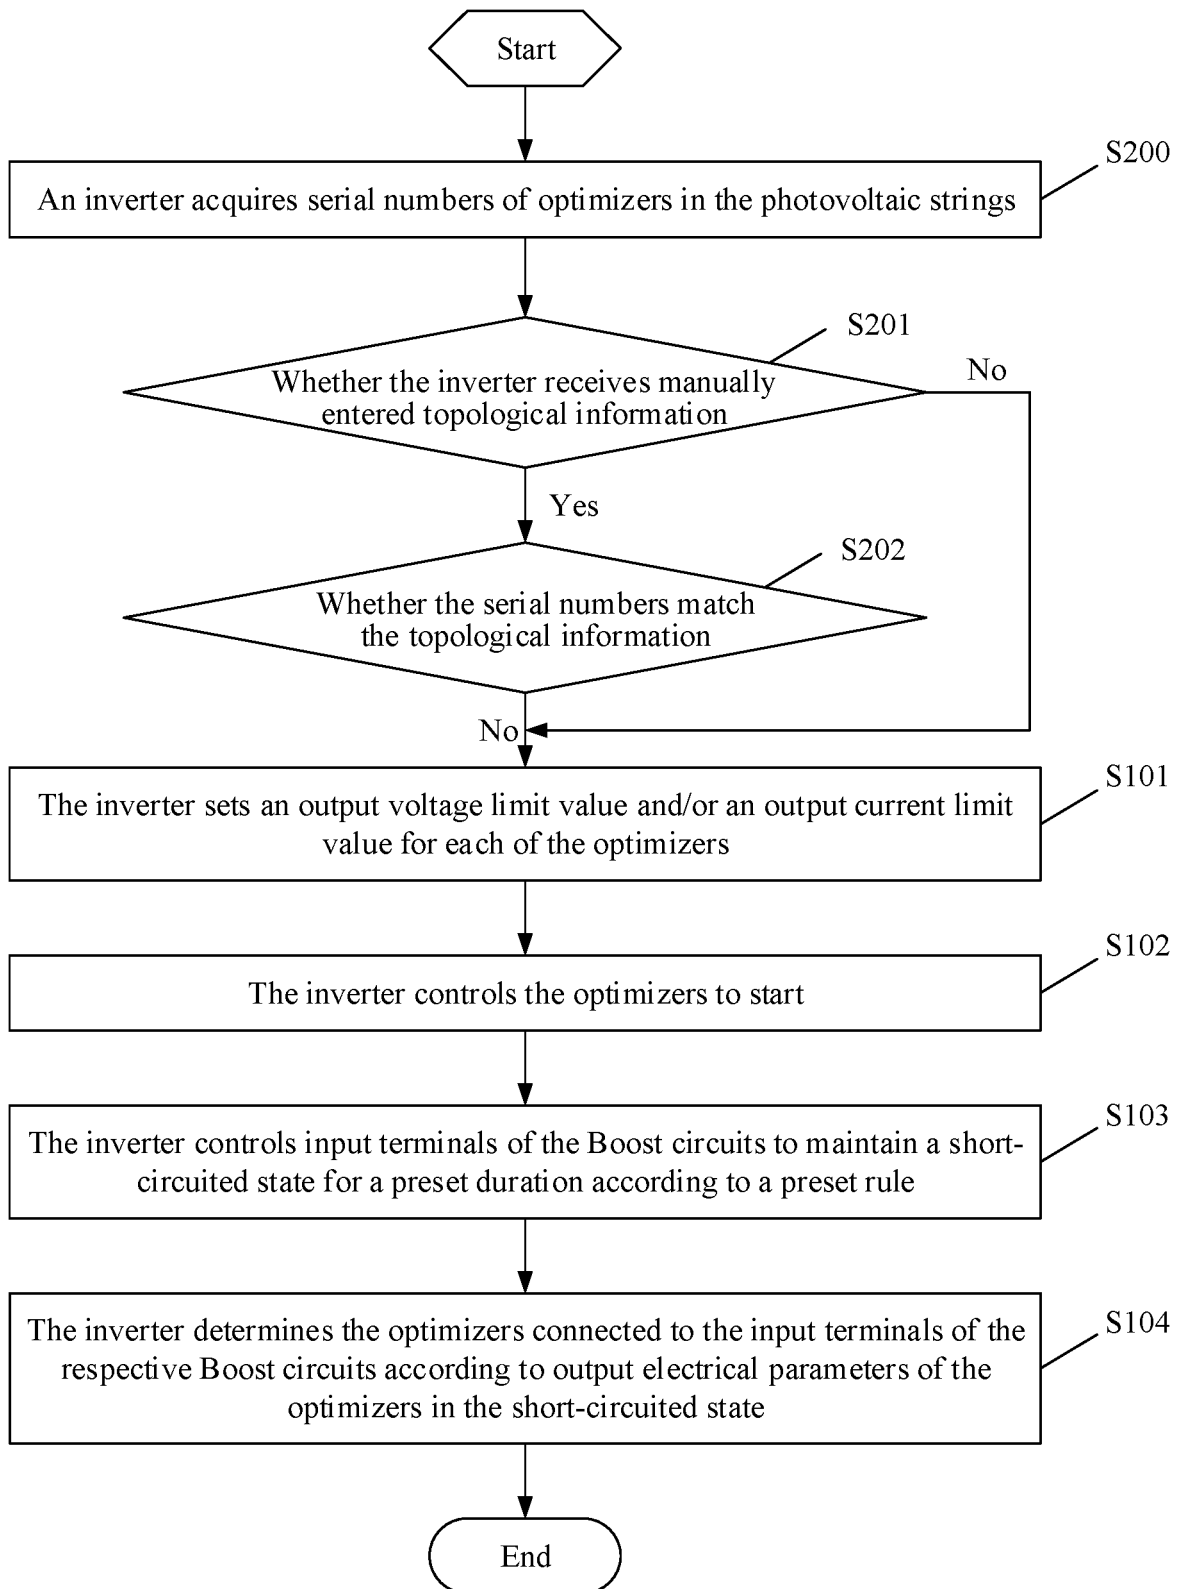 Start
S200
An inverter acquires serial numbers of optimizers in the photovoltaic strings
S201
No
Whether the inverter receives manually
entered topological information
Yes
S202
Whether the serial numbers match
the topological information
No
S101
The inverter sets an output voltage limit value and/or an output current limit
value for each of the optimizers
S102
The inverter controls the optimizers to start
S103
The inverter controls input terminals of the Boost circuits to maintain a short-
circuited state for a preset duration according to a preset rule
S104
The inverter determines the optimizers connected to the input terminals of the
respective Boost circuits according to output electrical parameters of the
optimizers in the short-circuited state
End